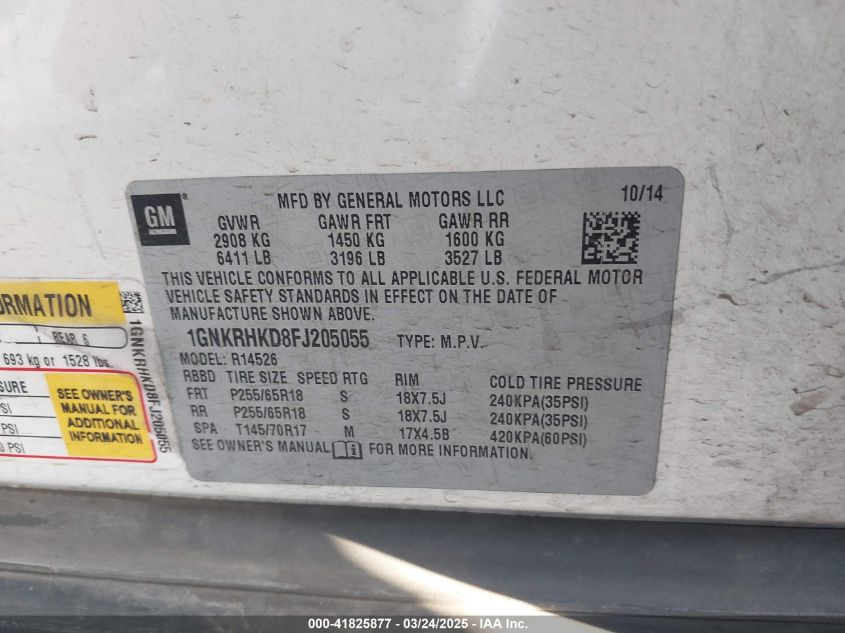 GM
®
MFD BY GENERAL MOTORS LLC 10/14
GVWR GAWR FRT GAWR RR
2908 KG 1450 KG 1600 KG
6411 LB 3196 LB 3527 LB
THIS VEHICLE CONFORMS TO ALL APPLICABLE U.S. FEDERAL MOTOR
VEHICLE SAFETY STANDARDS IN EFFECT ON THE DATE OF
MANUFACTURE SHOWN ABOVE.
1GNKRHKD8FJ205055 TYPE: M.P.V.
MODEL: R14526
RBBD TIRE SIZE SPEED RTG RIM COLD TIRE PRESSURE
FRT P255/65R18 S 18X7.5J 240KPA(35PSI)
RR P255/65R18 S 18X7.5J 240KPA(35PSI)
SPA T145/70R17 M 17X4.5B 420KPA(60PSI)
SEE OWNER'S MANUAL FOR MORE INFORMATION.
ORMATION
REAR 6
693 kg or 1528 lbs.
SURE
PSI
PSI
0 PSI
SEE OWNER'S
MANUAL FOR
ADDITIONAL
INFORMATION
1GNKRHKD8FJ205055
000-41825877 - 03/24/2025 - IAA Inc.